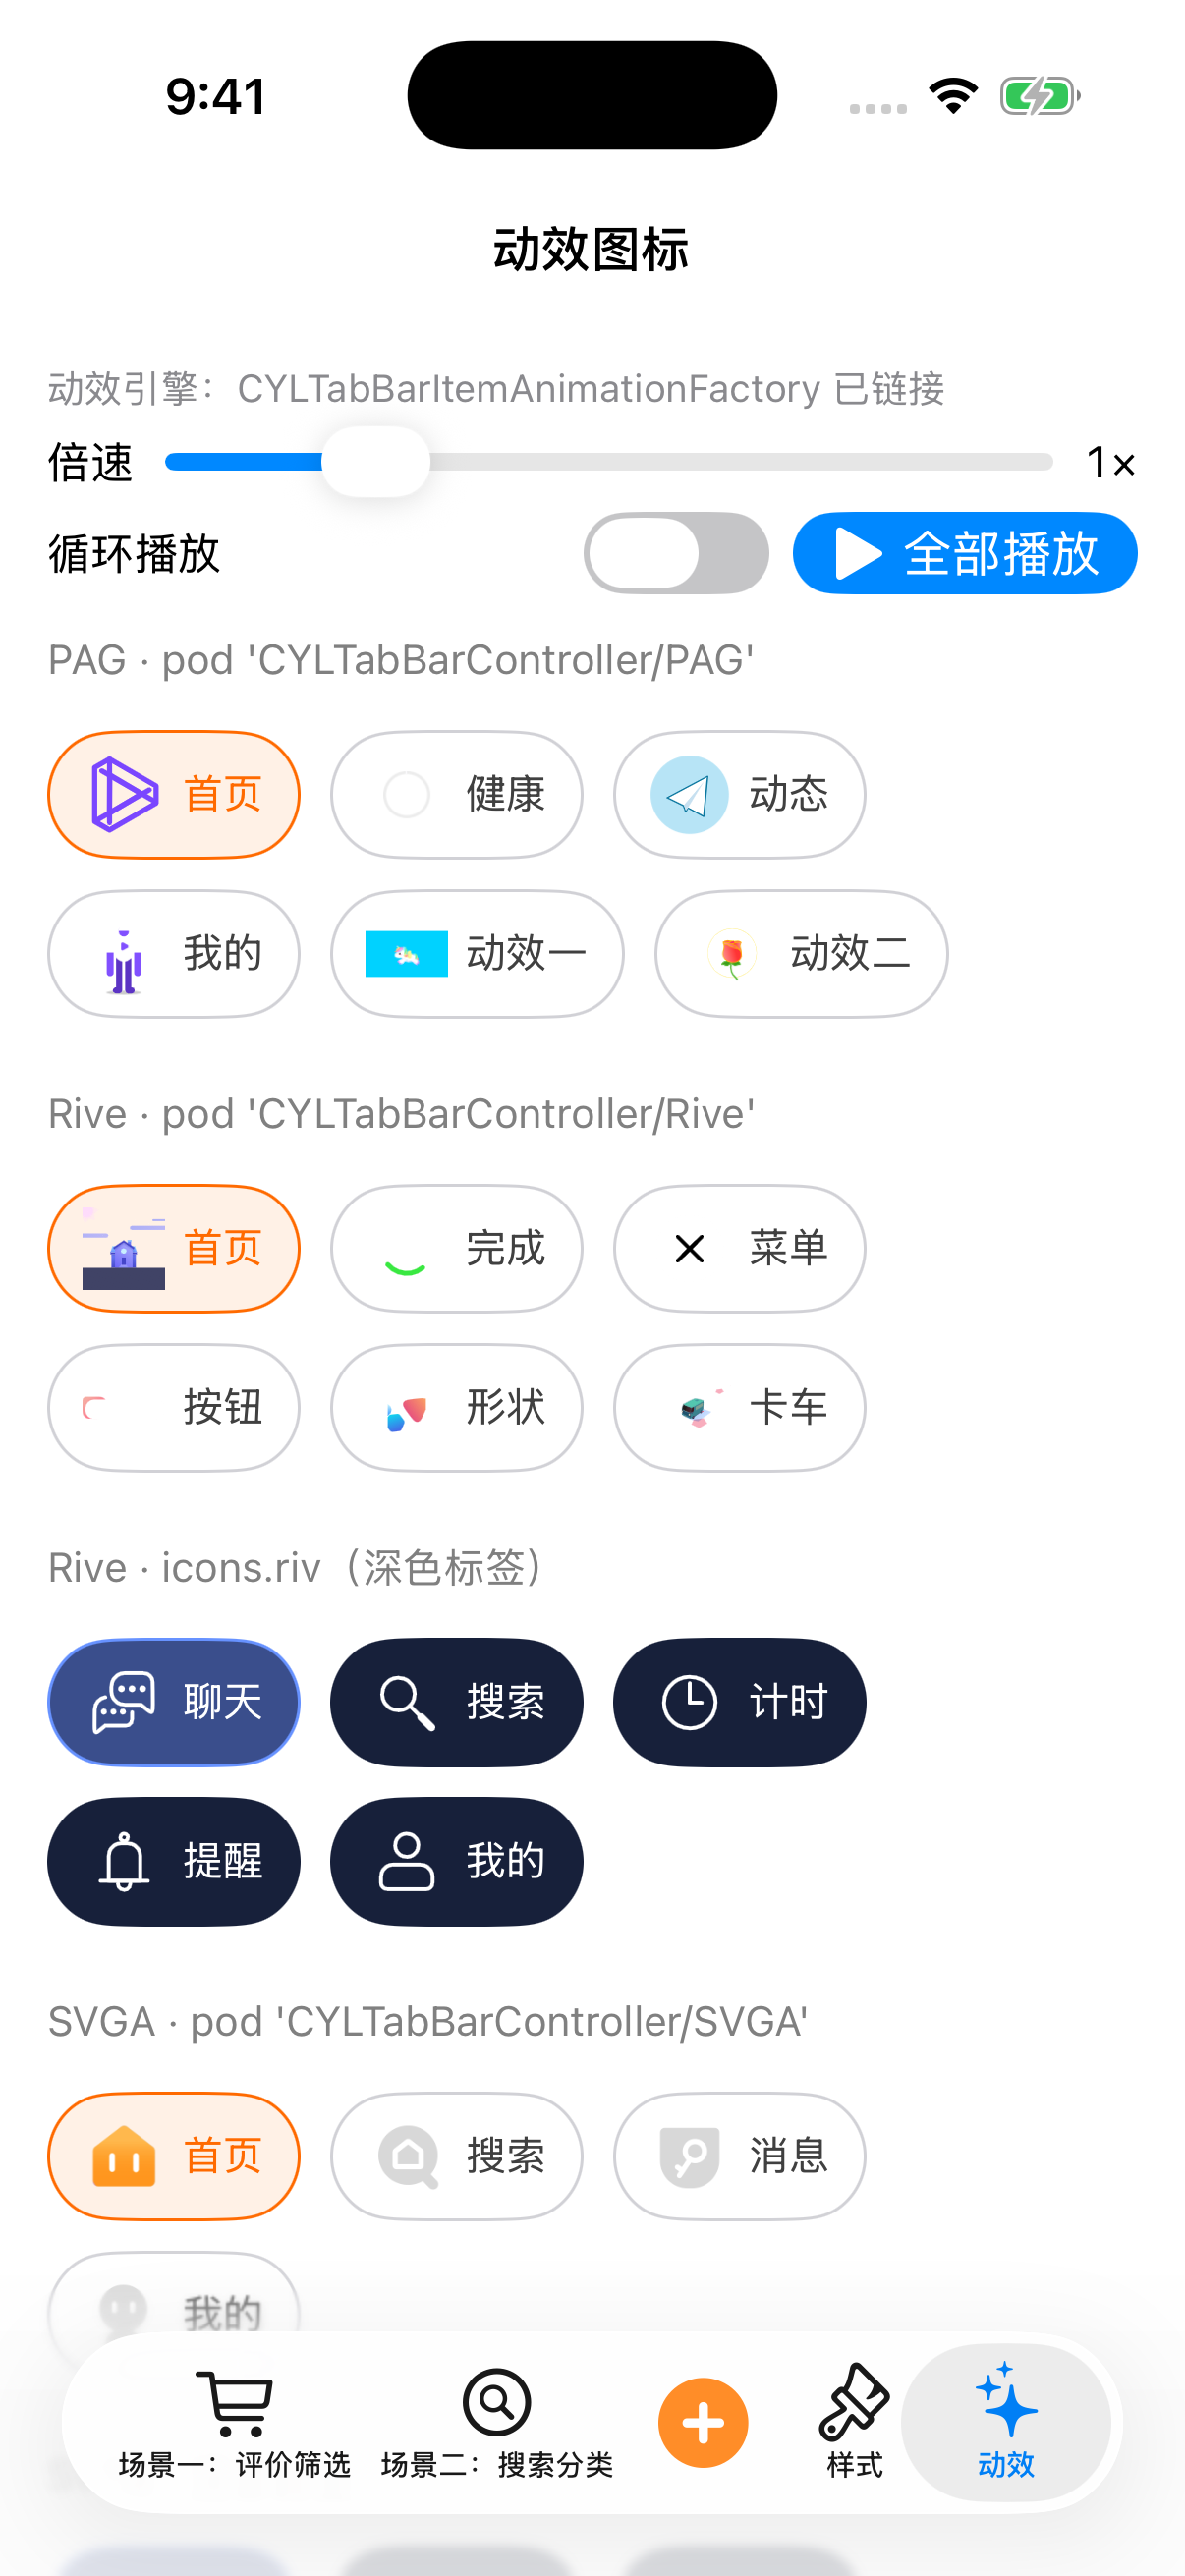 9:41
动效图标
动效引擎：CYLTabBarItemAnimationFactory 已链接
倍速 1×
循环播放 全部播放
PAG · pod 'CYLTabBarController/PAG'
首页 健康 动态
我的 动效一 动效二
Rive · pod 'CYLTabBarController/Rive'
首页 完成 菜单
按钮 形状 卡车
Rive · icons.riv（深色标签）
聊天 搜索 计时
提醒 我的
SVGA · pod 'CYLTabBarController/SVGA'
首页 搜索 消息
我的
场景一：评价筛选 场景二：搜索分类 样式 动效